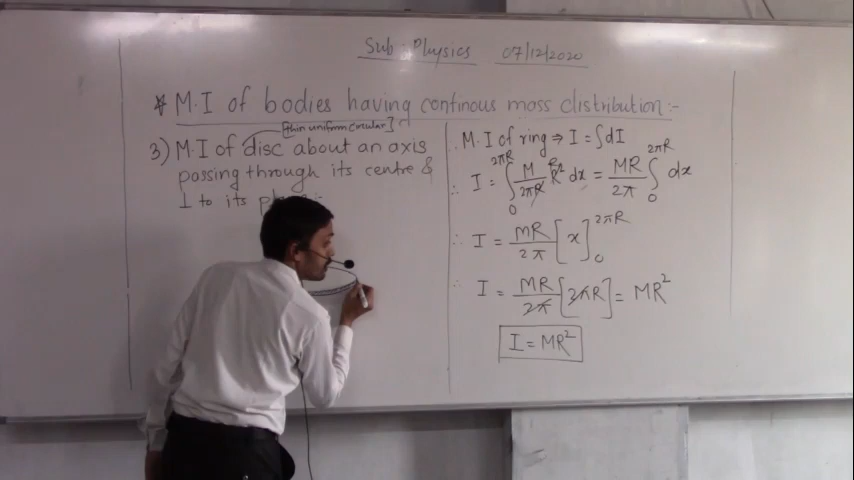 Sub - Physics 07/12/2020
* M.I of bodies having continous mass distribution:-
[thin uniform circular]
3) M.I of disc about an axis
passing through its centre &
⊥ to its
∴ M.I of ring ⇒ I = ∫dI
∴ I = ∫₀^{2πR} M/(2πR) R² dx = MR/2π ∫₀^{2πR} dx
∴ I = MR/2π [x]₀^{2πR}
∴ I = MR/2π [2πR] = MR²
I = MR²